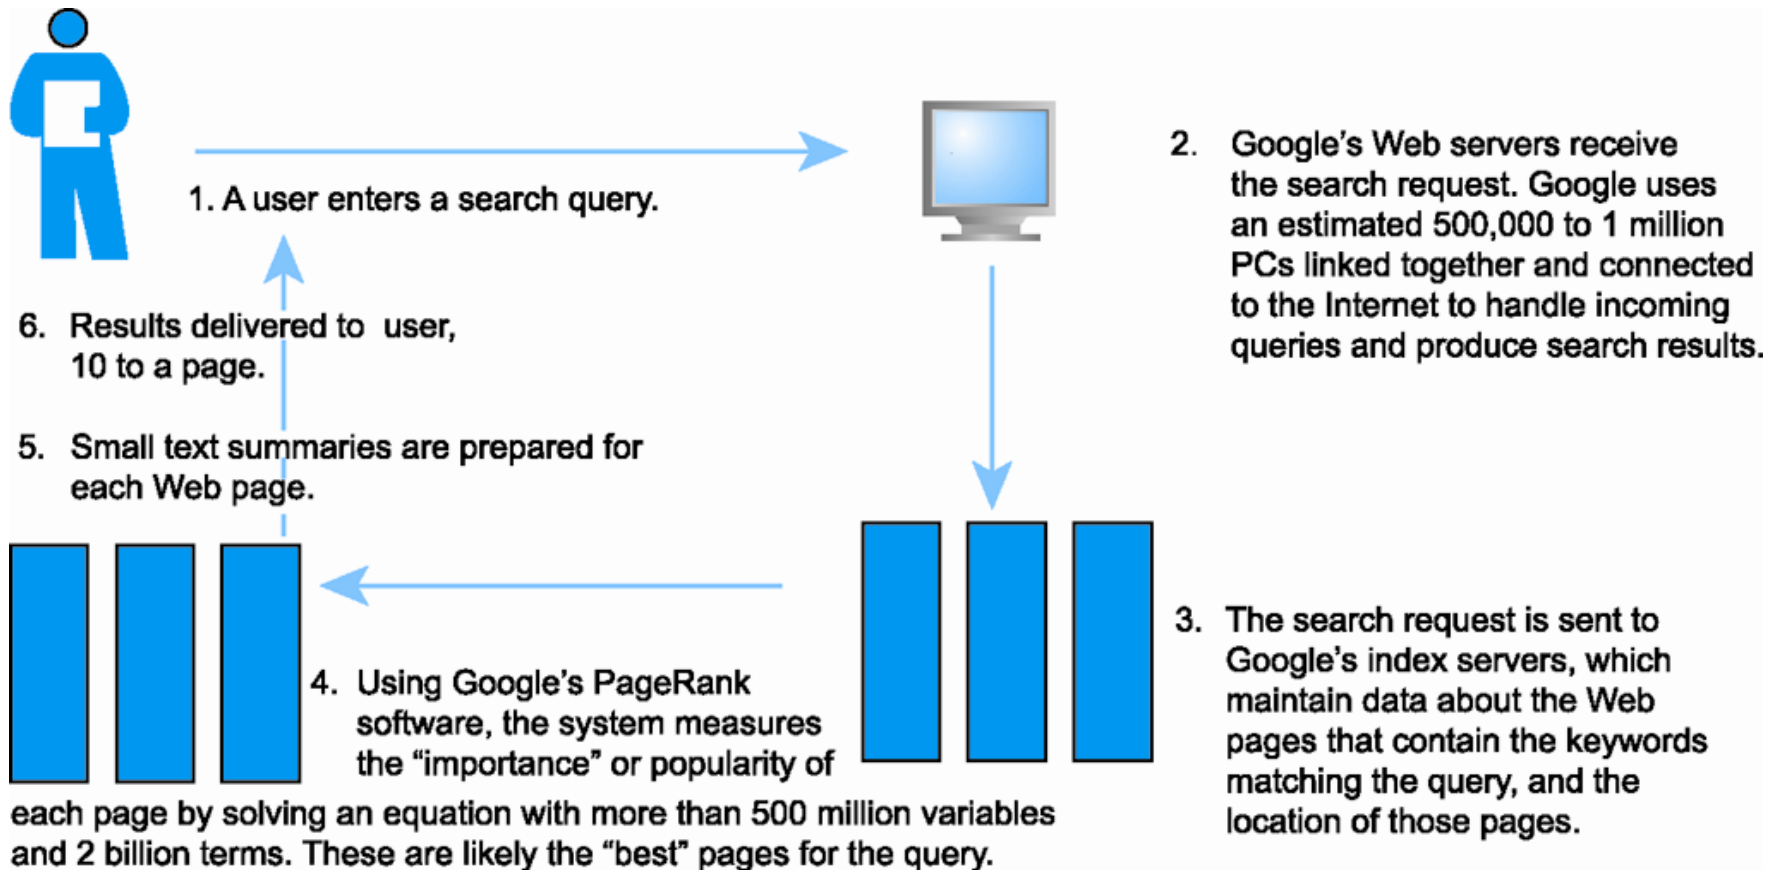 1. A user enters a search query.
2. Google's Web servers receive
the search request. Google uses
an estimated 500,000 to 1 million
PCs linked together and connected
to the Internet to handle incoming
queries and produce search results.
3. The search request is sent to
Google's index servers, which
maintain data about the Web
pages that contain the keywords
matching the query, and the
location of those pages.
4. Using Google's PageRank
software, the system measures
the “importance” or popularity of
each page by solving an equation with more than 500 million variables
and 2 billion terms. These are likely the “best” pages for the query.
5. Small text summaries are prepared for
each Web page.
6. Results delivered to user,
10 to a page.